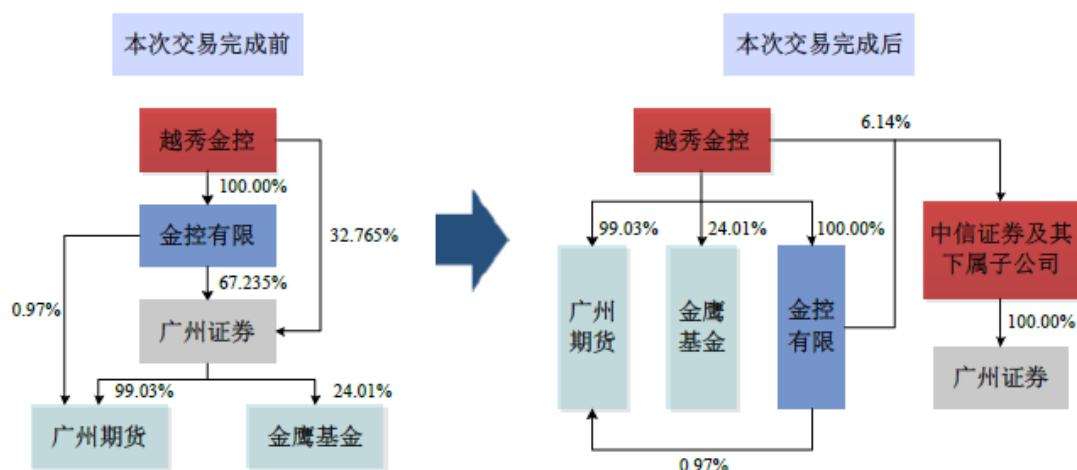 本次交易完成前
本次交易完成后
越秀金控
100.00%
金控有限
32.765%
67.235%
0.97%
广州证券
99.03%
24.01%
广州期货
金鹰基金
越秀金控
6.14%
99.03%
24.01%
100.00%
中信证券及其
下属子公司
广州
期货
金鹰
基金
金控
有限
100.00%
广州证券
0.97%